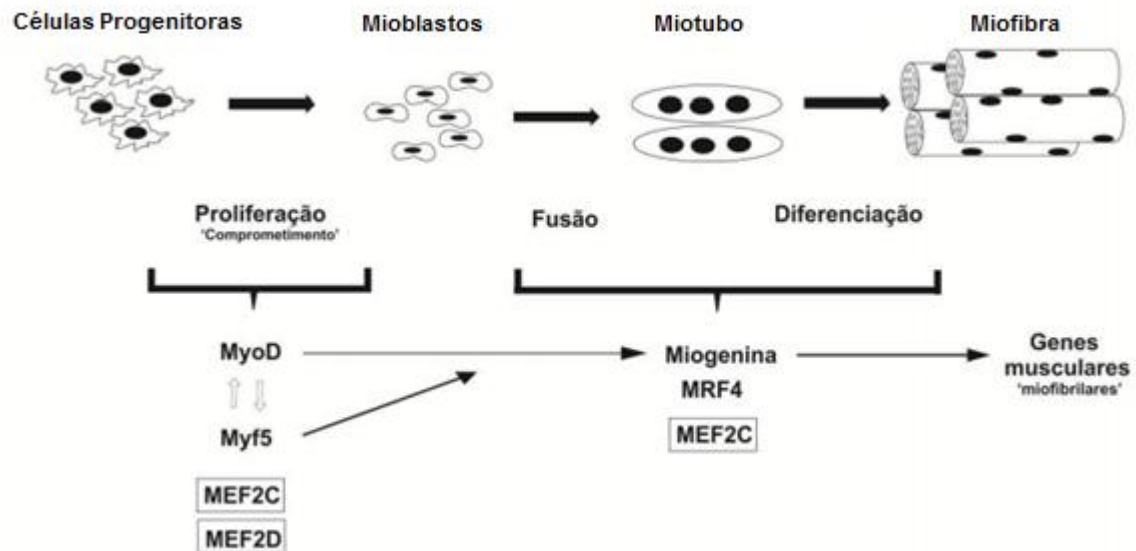 Células Progenitoras
Mioblastos
Miotubo
Miofibra
Proliferação
'Comprometimento'
Fusão
Diferenciação
MyoD
Myf5
MEF2C
MEF2D
Miogenina
MRF4
MEF2C
Genes
musculares
'miofibrilares'